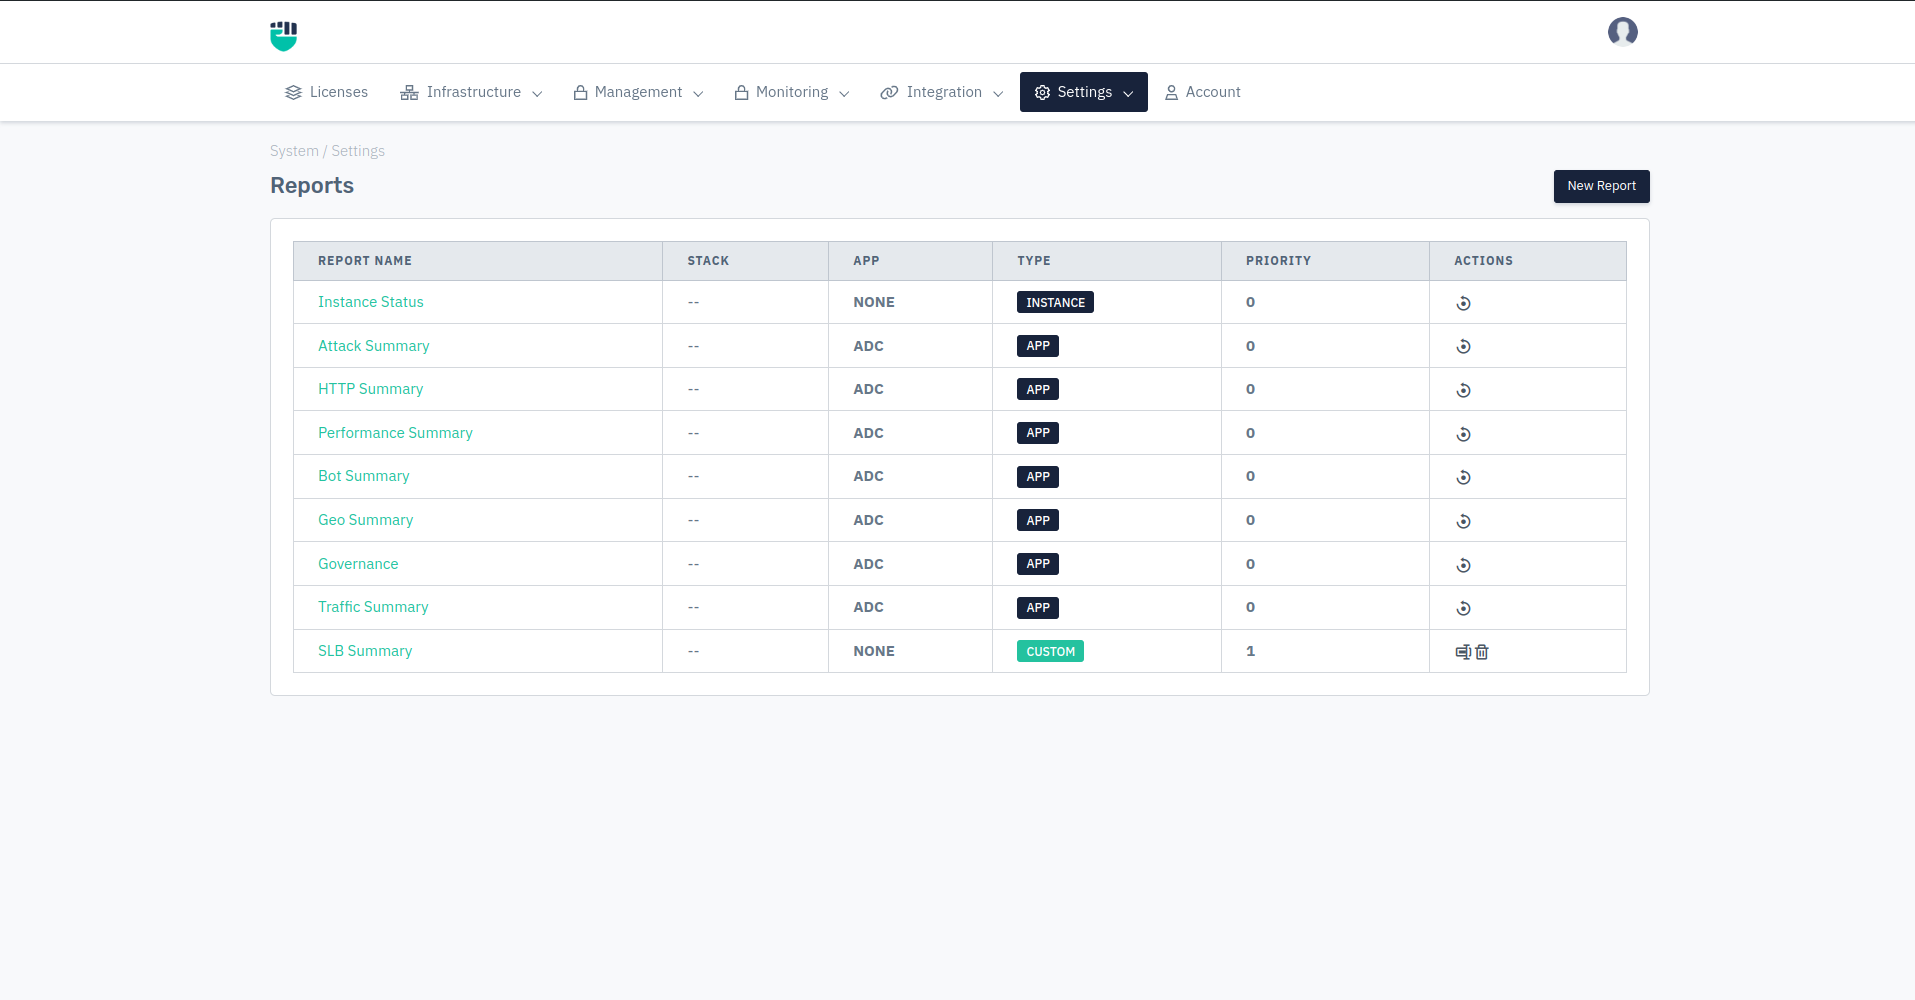 Licenses Infrastructure Management Monitoring Integration Settings Account
System / Settings
Reports
New Report
REPORT NAME STACK APP TYPE PRIORITY ACTIONS
Instance Status -- NONE INSTANCE 0
Attack Summary -- ADC APP 0
HTTP Summary -- ADC APP 0
Performance Summary -- ADC APP 0
Bot Summary -- ADC APP 0
Geo Summary -- ADC APP 0
Governance -- ADC APP 0
Traffic Summary -- ADC APP 0
SLB Summary -- NONE CUSTOM 1